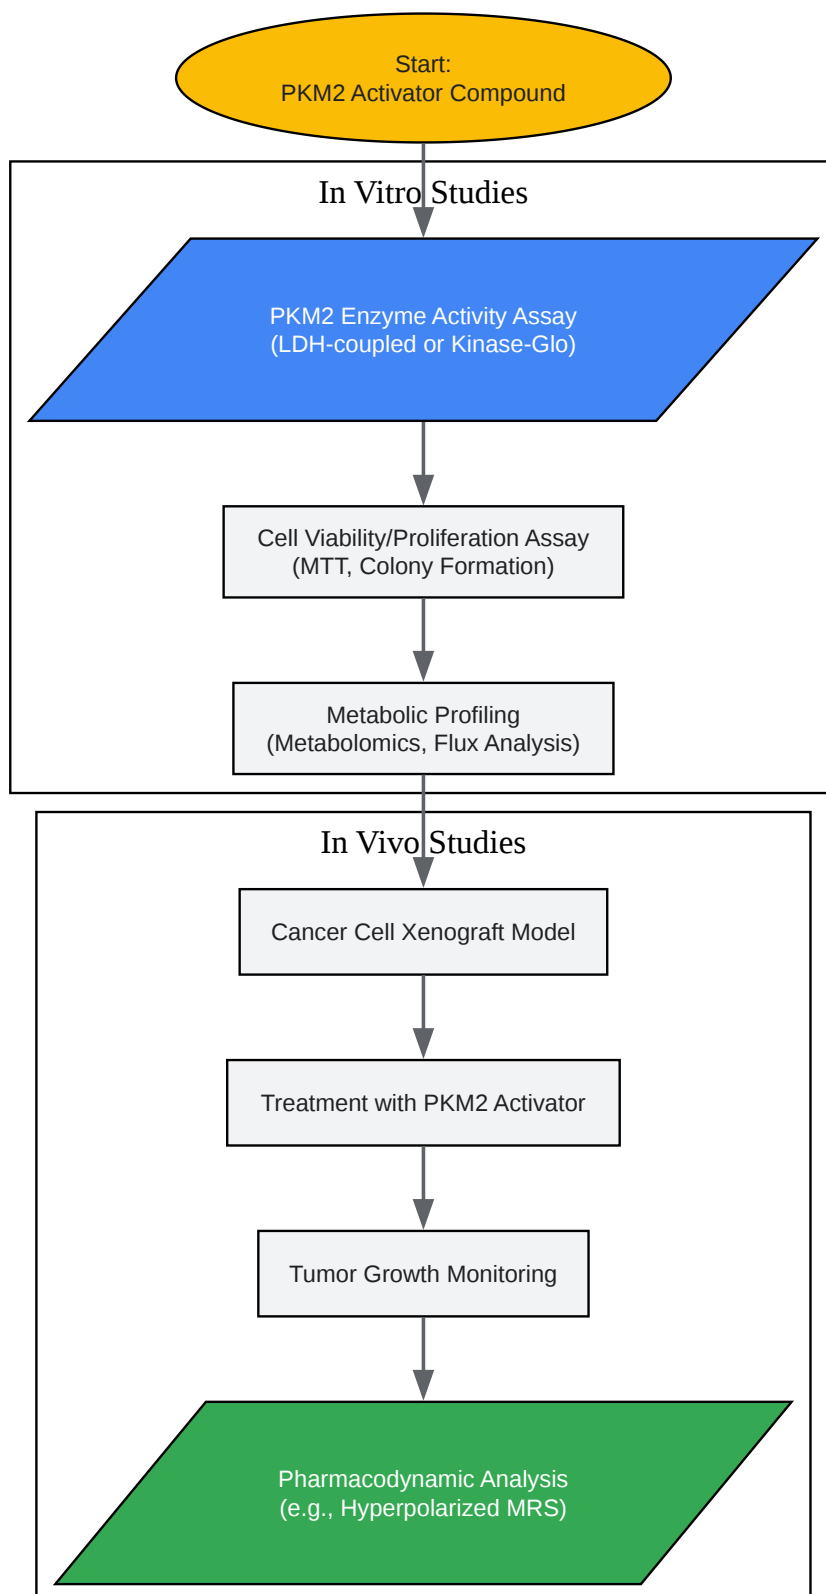 Start:
PKM2 Activator Compound
In Vitro Studies
PKM2 Enzyme Activity Assay
(LDH-coupled or Kinase-Glo)
Cell Viability/Proliferation Assay
(MTT, Colony Formation)
Metabolic Profiling
(Metabolomics, Flux Analysis)
In Vivo Studies
Cancer Cell Xenograft Model
Treatment with PKM2 Activator
Tumor Growth Monitoring
Pharmacodynamic Analysis
(e.g., Hyperpolarized MRS)